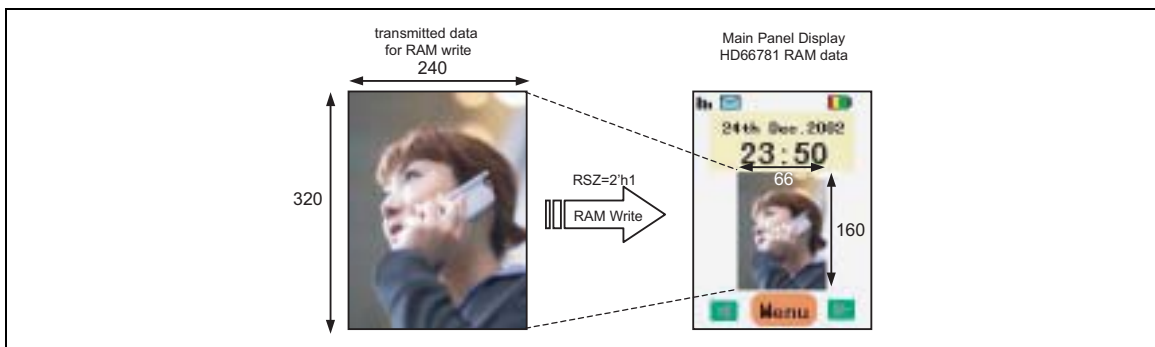 transmitted data
for RAM write
240
320
RSZ=2'h1
RAM Write
Main Panel Display
HD66781 RAM data
24th Dec.2002
23:50
66
160
Menu